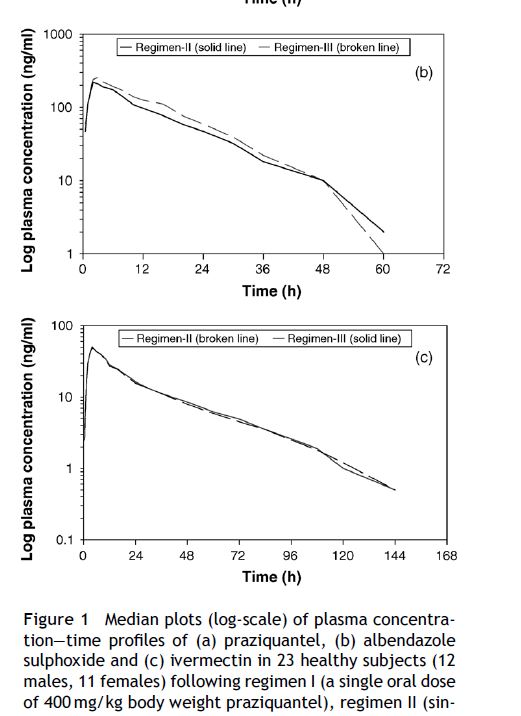 Time (h)
Log plasma concentration (ng/ml)
1000
100
10
1
Regimen-II (solid line) Regimen-III (broken line)
(b)
0 12 24 36 48 60 72
Time (h)
Log plasma concentration (ng/ml)
100
10
1
0.1
Regimen-II (broken line) Regimen-III (solid line)
(c)
0 24 48 72 96 120 144 168
Time (h)
Figure 1 Median plots (log-scale) of plasma concentra-
tion—time profiles of (a) praziquantel, (b) albendazole
sulphoxide and (c) ivermectin in 23 healthy subjects (12
males, 11 females) following regimen I (a single oral dose
of 400 mg/kg body weight praziquantel), regimen II (sin-